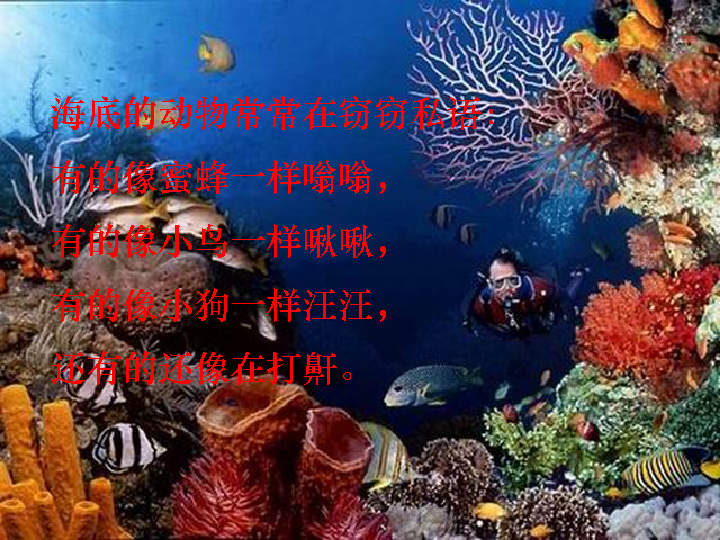 海底的动物常常在窃窃私语:
有的像蜜蜂一样嗡嗡，
有的像小鸟一样啾啾，
有的像小狗一样汪汪，
还有的还像在打鼾。